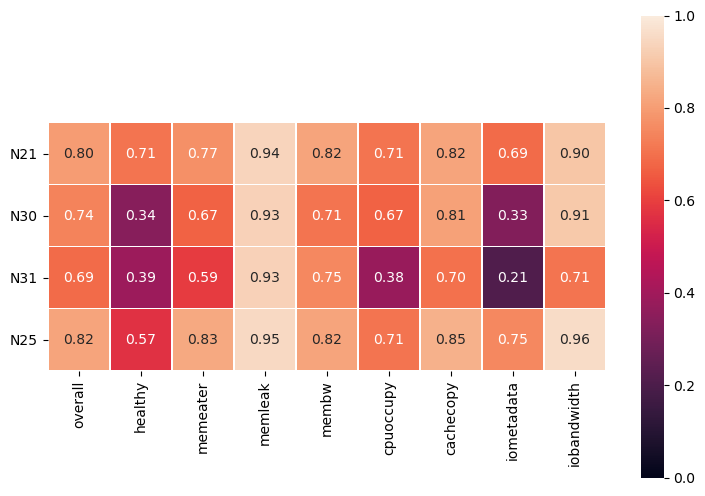 N21 0.80 0.71 0.77 0.94 0.82 0.71 0.82 0.69 0.90
N30 0.74 0.34 0.67 0.93 0.71 0.67 0.81 0.33 0.91
N31 0.69 0.39 0.59 0.93 0.75 0.38 0.70 0.21 0.71
N25 0.82 0.57 0.83 0.95 0.82 0.71 0.85 0.75 0.96
overall healthy memeater memleak membw cpuoccupy cachecopy iometadata iobandwidth
1.0
0.8
0.6
0.4
0.2
0.0